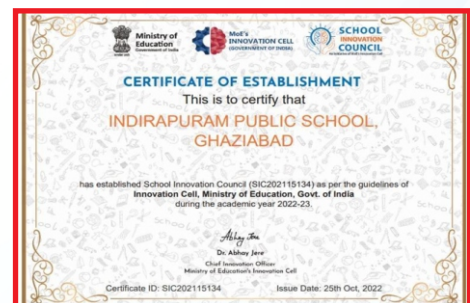 Ministry of
Education
Government of India
MoE's
INNOVATION CELL
(GOVERNMENT OF INDIA)
SCHOOL
INNOVATION
COUNCIL
CERTIFICATE OF ESTABLISHMENT
This is to certify that
INDIRAPURAM PUBLIC SCHOOL,
GHAZIABAD
has established School Innovation Council (SIC202115134) as per the guidelines of
Innovation Cell, Ministry of Education, Govt. of India
during the academic year 2022-23.
Abhay Jere
Dr. Abhay Jere
Chief Innovation Officer
Ministry of Education's Innovation Cell
Certificate ID: SIC202115134
Issue Date: 25th Oct, 2022